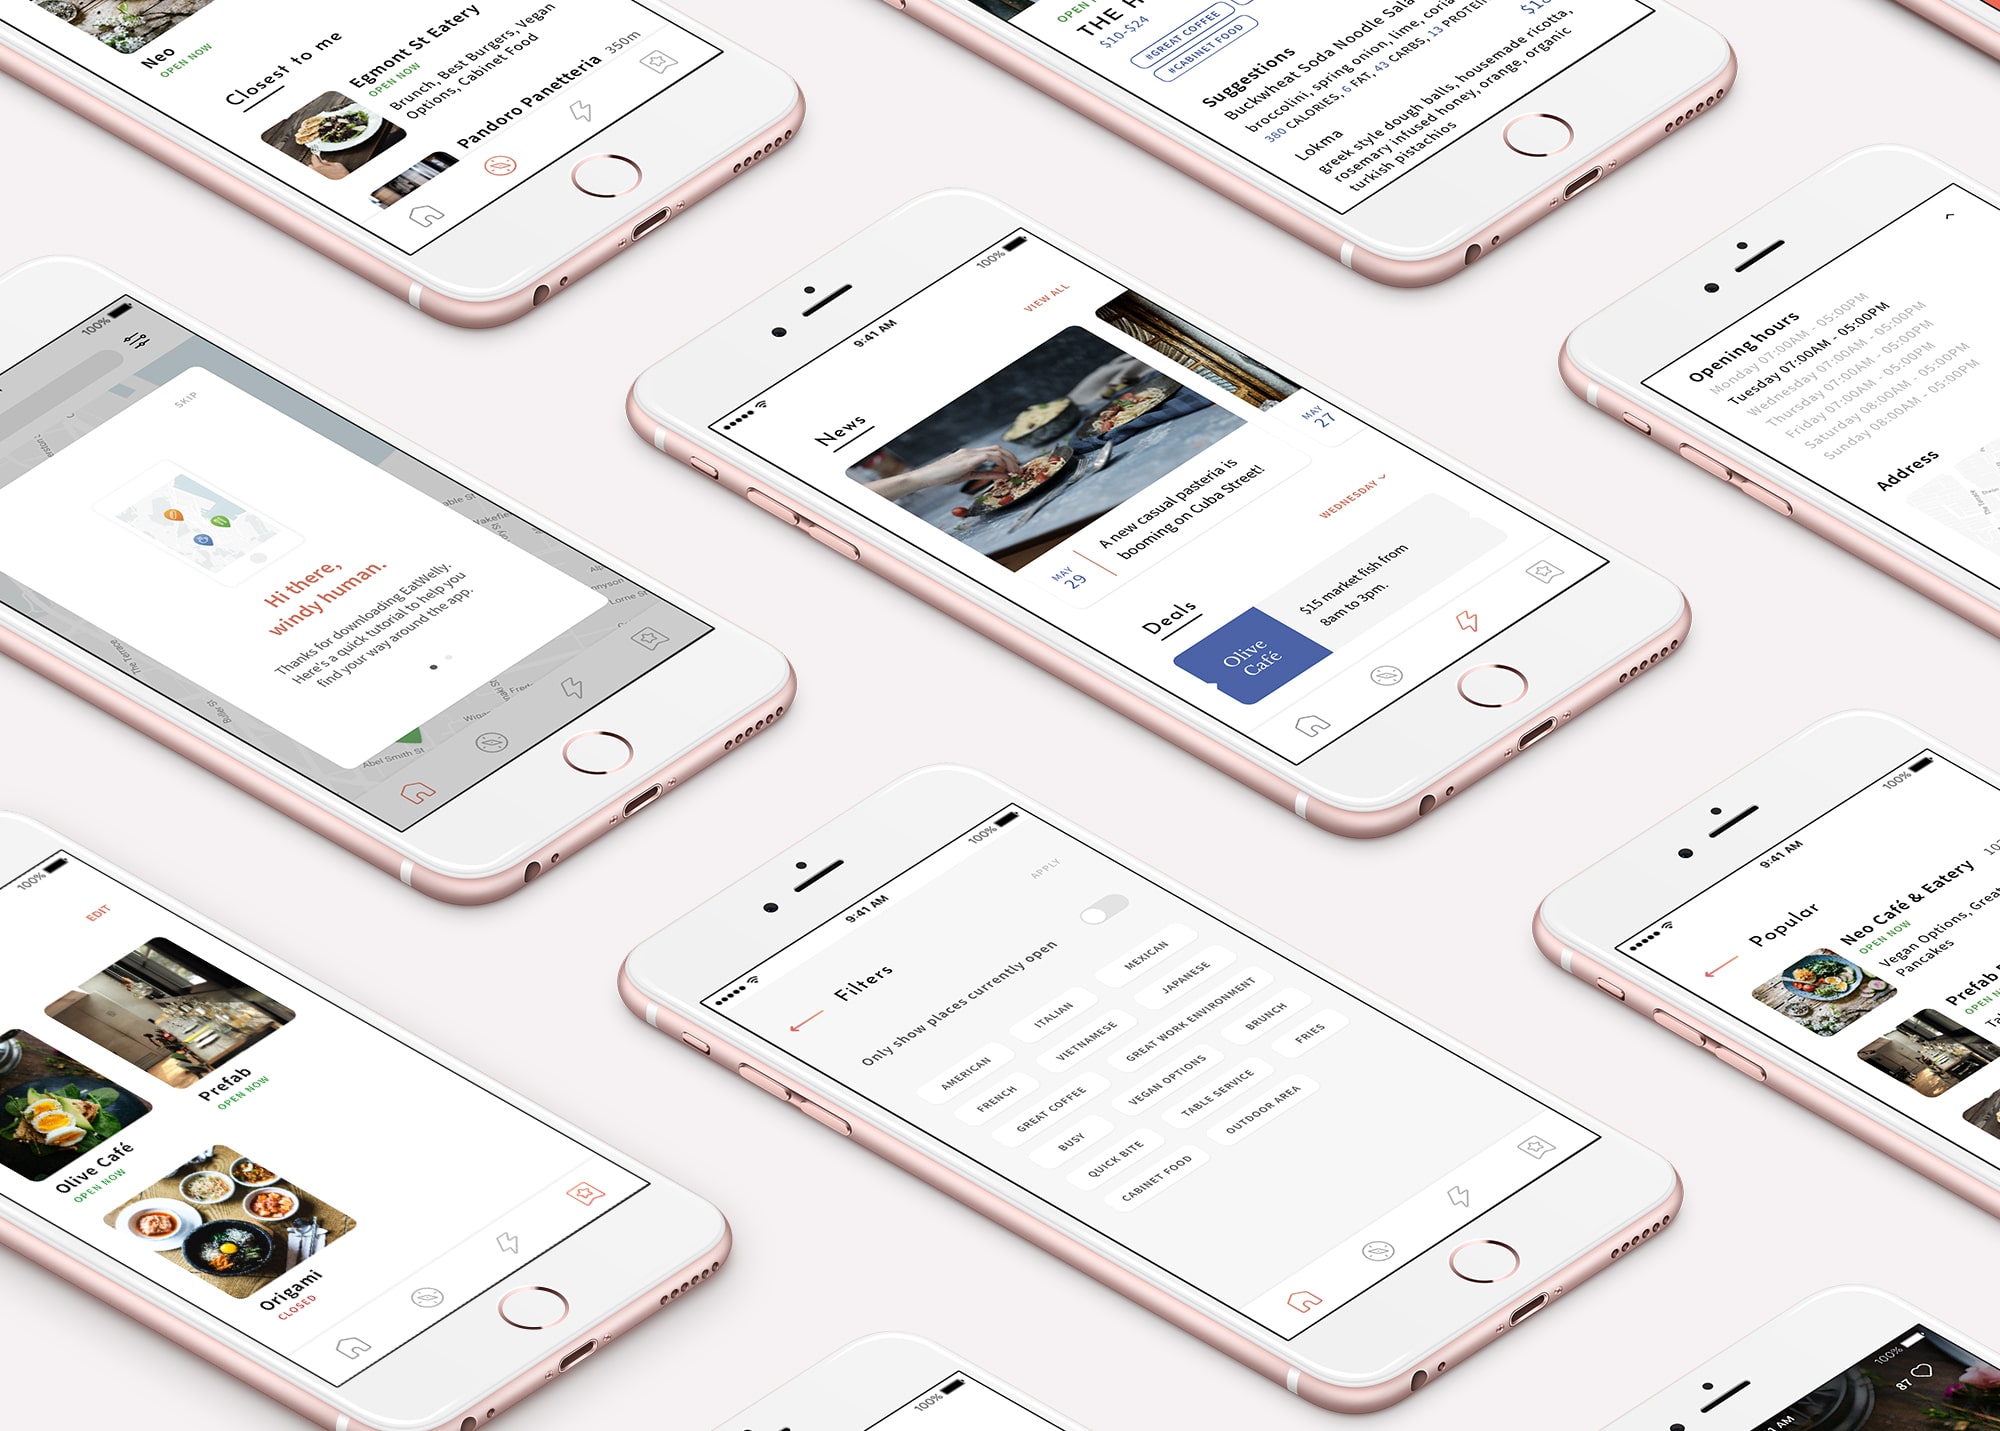 Neo
OPEN NOW
Closest to me
Egmont St Eatery
OPEN NOW
Brunch, Best Burgers, Vegan
Options, Cabinet Food
Pandoro Panetteria
350m
$10-$24
#GREAT COFFEE
#CABINET FOOD
Suggestions
Buckwheat Soda Noodle
broccolini, spring onion, lime,
380 CALORIES, 6 FAT, 43 CARBS, 13
Lokma
greek style dough balls, housemade ricotta,
rosemary infused honey, orange, organic
turkish pistachios
100%
SKIP
Hi there,
windy human.
Thanks for downloading EatWelly.
Here's a quick tutorial to help you
find your way around the app.
The Terrace
Buller St
Abel Smith St
Lorne St
9:41 AM
100%
News
VIEW ALL
MAY
29
A new casual pasteria is
booming on Cuba Street!
MAY
27
Deals
WEDNESDAY
Olive
Café
$15 market fish from
8am to 3pm.
Opening hours
Monday 07:00AM - 05:00PM
Tuesday 07:00AM - 05:00PM
Wednesday 07:00AM - 05:00PM
Thursday 07:00AM - 05:00PM
Friday 07:00AM - 05:00PM
Saturday 08:00AM - 05:00PM
Sunday 08:00AM - 05:00PM
Address
The Terrace
100%
EDIT
Prefab
OPEN NOW
Olive Café
OPEN NOW
Origami
CLOSED
9:41 AM
100%
Filters
APPLY
Only show places currently open
AMERICAN
ITALIAN
MEXICAN
FRENCH
VIETNAMESE
JAPANESE
GREAT COFFEE
GREAT WORK ENVIRONMENT
BUSY
VEGAN OPTIONS
BRUNCH
QUICK BITE
TABLE SERVICE
FRIES
CABINET FOOD
OUTDOOR AREA
9:41 AM
100%
Popular
Neo Café & Eatery
OPEN NOW
Vegan Options, Great
Pancakes
Prefab
100%
100%
87
AM